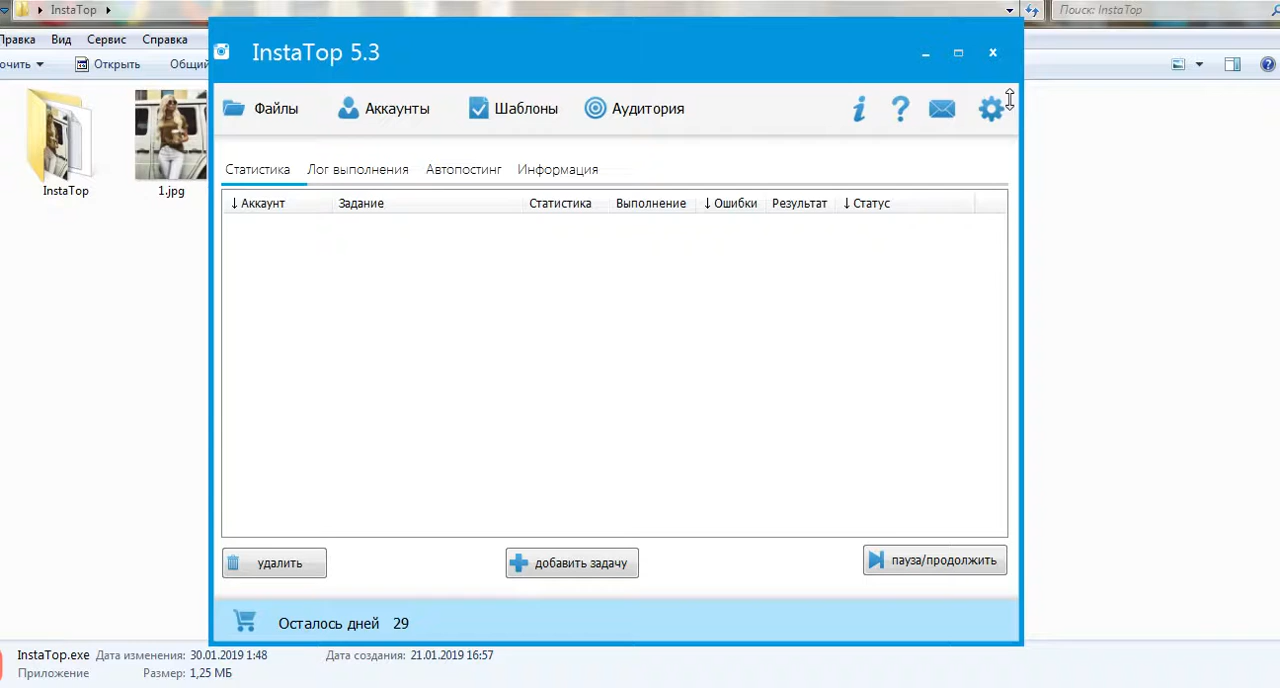 InstaTop
Поиск: InstaTop
Правка Вид Сервис Справка
Открыть Общий
InstaTop
1.jpg
InstaTop 5.3
Файлы Аккаунты Шаблоны Аудитория
Статистика Лог выполнения Автопостинг Информация
↓ Аккаунт Задание Статистика Выполнение ↓ Ошибки Результат ↓ Статус
удалить добавить задачу пауза/продолжить
Осталось дней 29
InstaTop.exe Дата изменения: 30.01.2019 1:48 Дата создания: 21.01.2019 16:57
Приложение Размер: 1,25 МБ